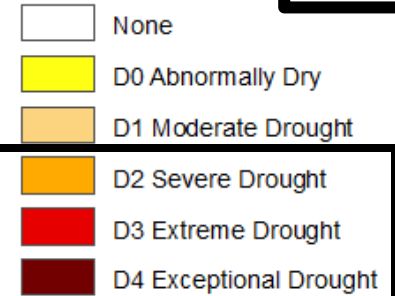 None
D0 Abnormally Dry
D1 Moderate Drought
D2 Severe Drought
D3 Extreme Drought
D4 Exceptional Drought